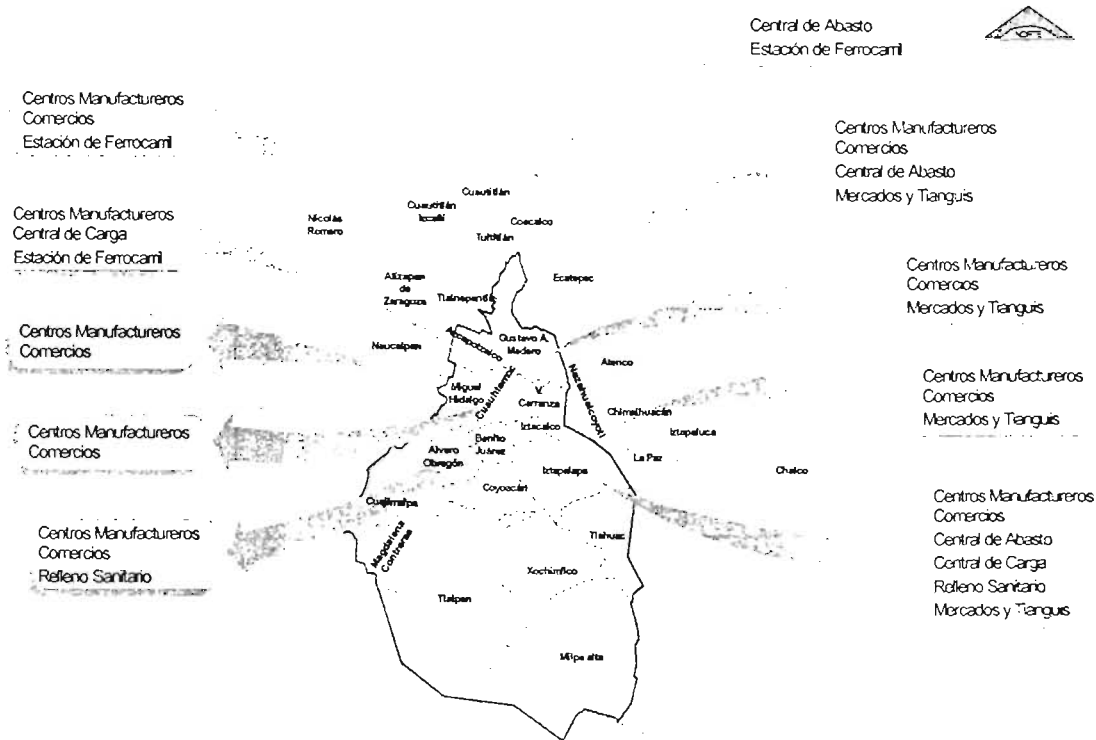 Central de Abasto
Estación de Ferrocarril
NORTE
Centros Manufactureros
Comercios
Estación de Ferrocarril
Centros Manufactureros
Comercios
Central de Abasto
Mercados y Tianguis
Centros Manufactureros
Central de Carga
Estación de Ferrocarril
Cuautitlán
Cuautitlán
Izcalli
Nicolás
Romero
Coacalco
Tultitlán
Centros Manufactureros
Comercios
Mercados y Tianguis
Atizapan
de
Zaragoza
Tlalnepantla
Ecatepec
Centros Manufactureros
Comercios
Naucalpan
Azcapotzalco
Gustavo A.
Madero
Atenco
Nezahualcoyotl
Centros Manufactureros
Comercios
Mercados y Tianguis
Miguel
Hidalgo
Cuauhtemoc
V.
Carranza
Chimalhuacán
Iztapaluca
Iztacalco
Centros Manufactureros
Comercios
Alvaro
Obregón
Benito
Juárez
La Paz
Chalco
Iztapalapa
Coyoacán
Cuajimalpa
Centros Manufactureros
Comercios
Central de Abasto
Central de Carga
Relleno Sanitario
Mercados y Tianguis
Centros Manufactureros
Comercios
Relleno Sanitario
Magdalena
Contreras
Tlahuac
Xochimilco
Tlalpan
Milpa alta